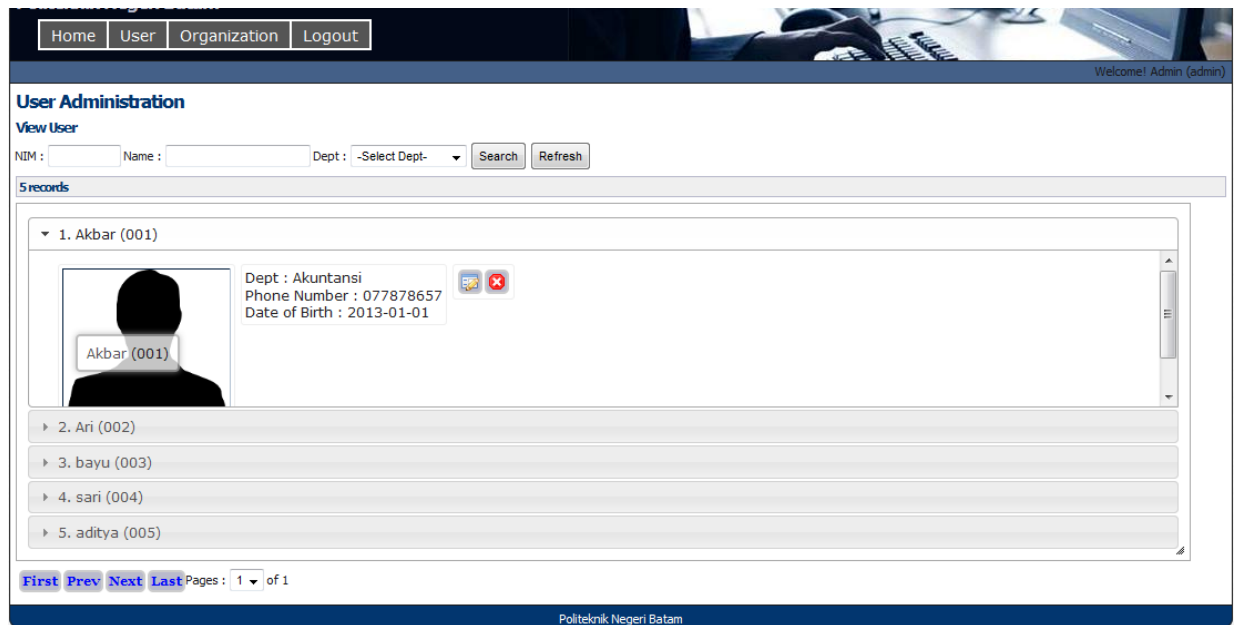 Home User Organization Logout
Welcome! Admin (admin)
User Administration
View User
NIM : Name : Dept : -Select Dept- Search Refresh
5 records
1. Akbar (001)
Dept : Akuntansi
Phone Number : 077878657
Date of Birth : 2013-01-01
Akbar (001)
2. Ari (002)
3. bayu (003)
4. sari (004)
5. aditya (005)
First Prev Next Last Pages : 1 of 1
Politeknik Negeri Batam